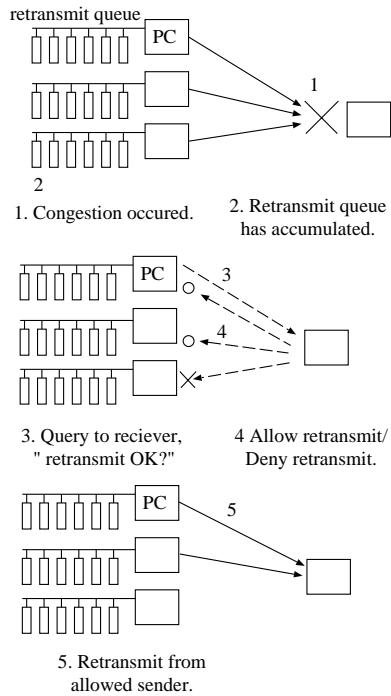 retransmit queue
PC
1
2
1. Congestion occured.
2. Retransmit queue
has accumulated.
PC
3
4
3. Query to reciever,
" retransmit OK?"
4 Allow retransmit/
Deny retransmit.
PC
5
5. Retransmit from
allowed sender.